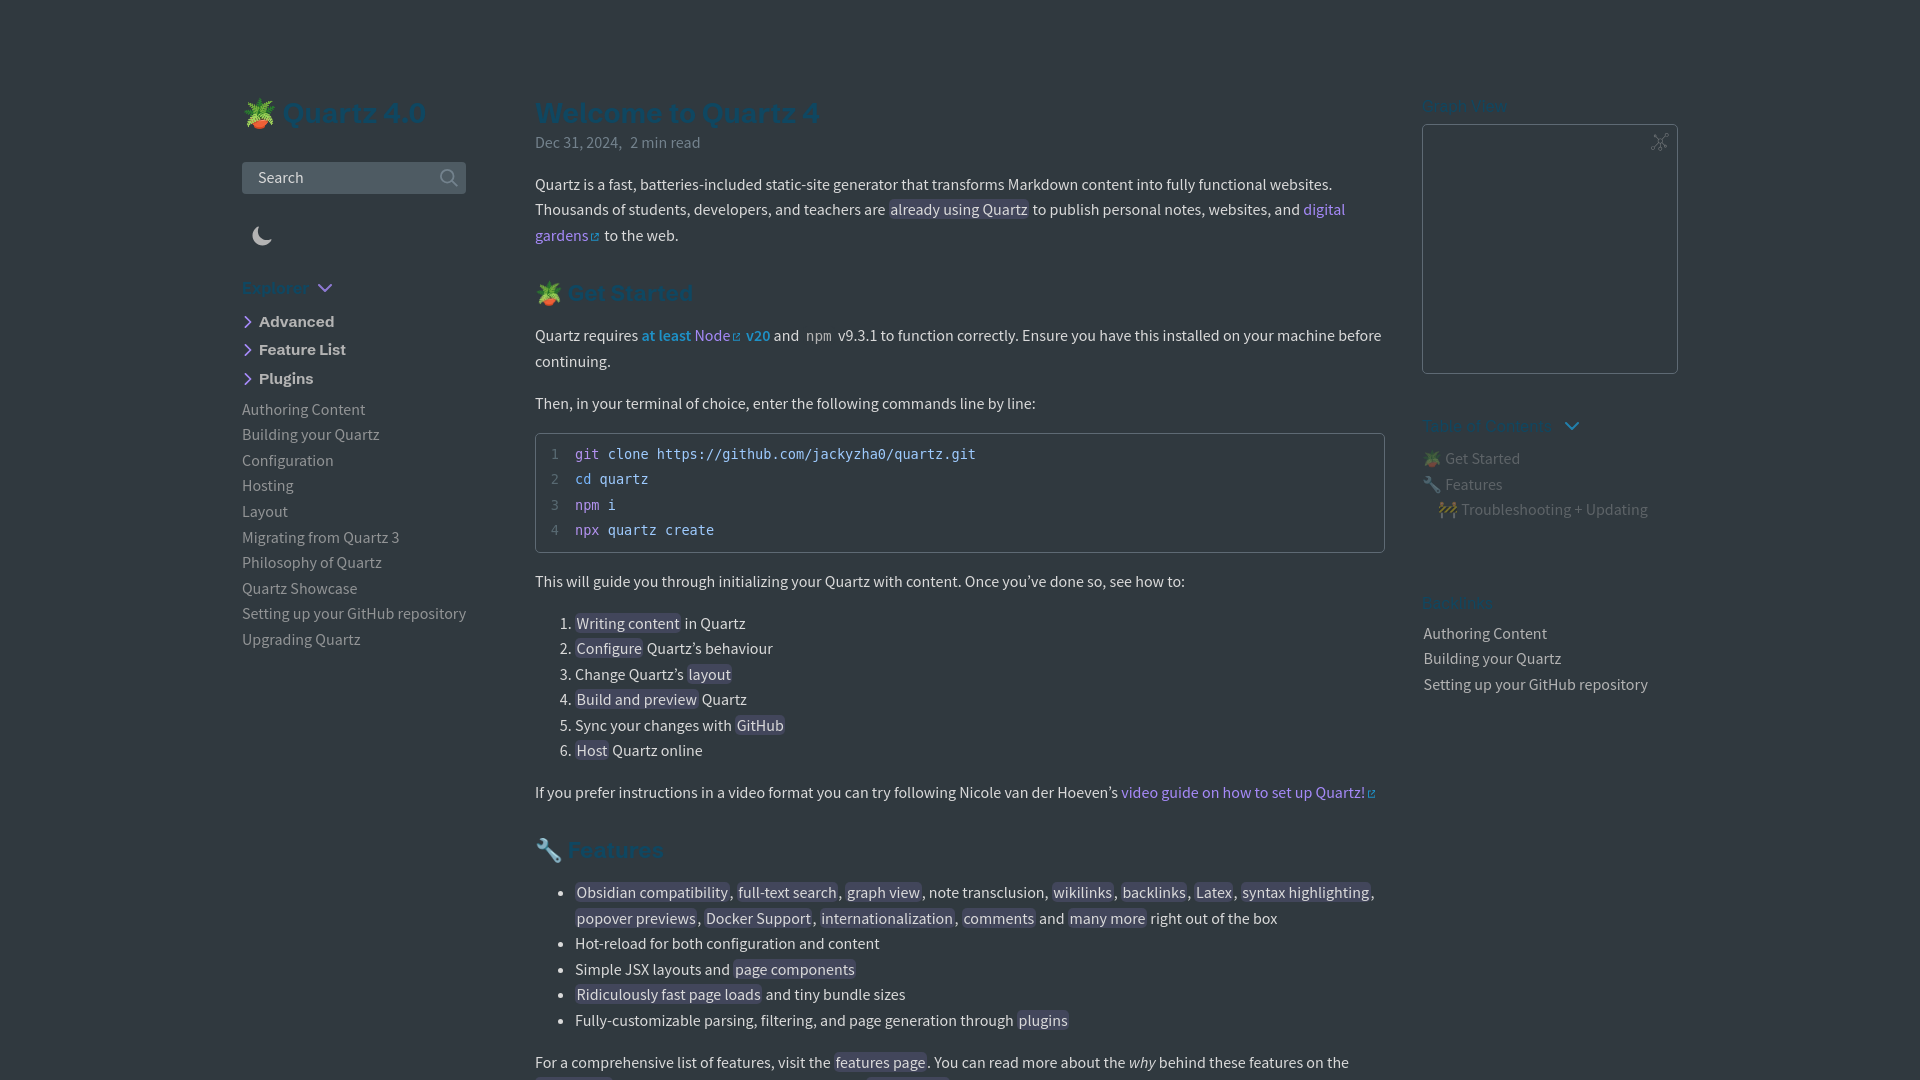 🪴 Quartz 4.0
Search
Explorer
Advanced
Feature List
Plugins
Authoring Content
Building your Quartz
Configuration
Hosting
Layout
Migrating from Quartz 3
Philosophy of Quartz
Quartz Showcase
Setting up your GitHub repository
Upgrading Quartz
Welcome to Quartz 4
Dec 31, 2024, 2 min read
Quartz is a fast, batteries-included static-site generator that transforms Markdown content into fully functional websites.
Thousands of students, developers, and teachers are already using Quartz to publish personal notes, websites, and digital
gardens to the web.
🪴 Get Started
Quartz requires at least Node v20 and npm v9.3.1 to function correctly. Ensure you have this installed on your machine before
continuing.
Then, in your terminal of choice, enter the following commands line by line:
1 git clone https://github.com/jackyzha0/quartz.git
2 cd quartz
3 npm i
4 npx quartz create
This will guide you through initializing your Quartz with content. Once you’ve done so, see how to:
1. Writing content in Quartz
2. Configure Quartz’s behaviour
3. Change Quartz’s layout
4. Build and preview Quartz
5. Sync your changes with GitHub
6. Host Quartz online
If you prefer instructions in a video format you can try following Nicole van der Hoeven’s video guide on how to set up Quartz!
🔧 Features
• Obsidian compatibility, full-text search, graph view, note transclusion, wikilinks, backlinks, Latex, syntax highlighting,
popover previews, Docker Support, internationalization, comments and many more right out of the box
• Hot-reload for both configuration and content
• Simple JSX layouts and page components
• Ridiculously fast page loads and tiny bundle sizes
• Fully-customizable parsing, filtering, and page generation through plugins
For a comprehensive list of features, visit the features page. You can read more about the why behind these features on the
Graph View
Table of Contents
🪴 Get Started
🔧 Features
🚧 Troubleshooting + Updating
Backlinks
Authoring Content
Building your Quartz
Setting up your GitHub repository